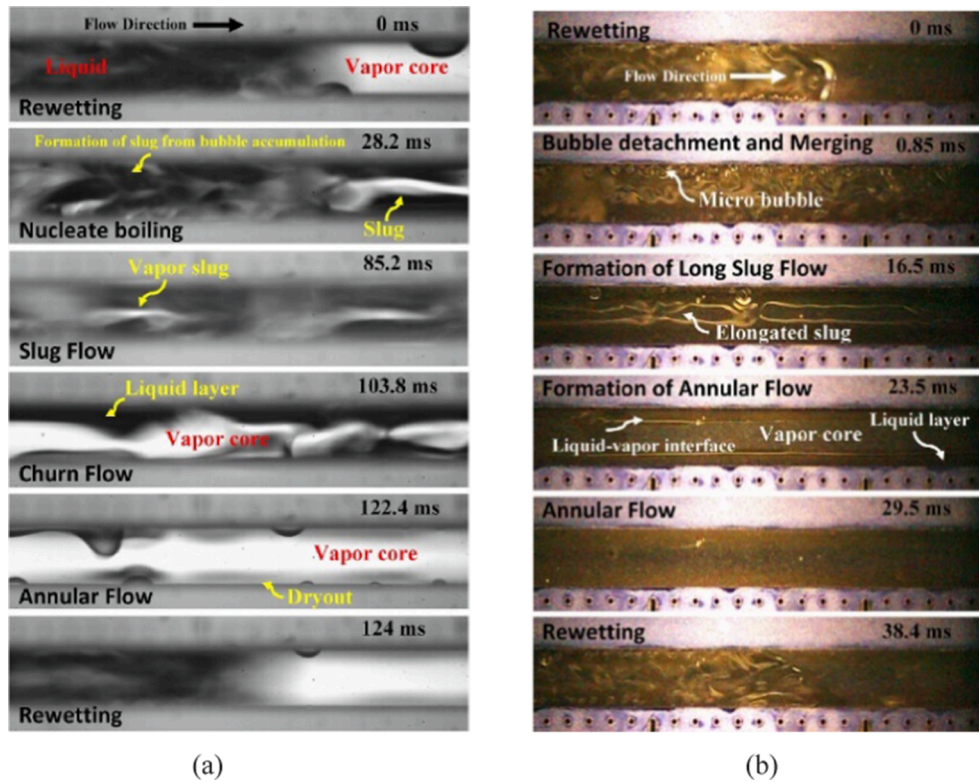 Flow Direction
0 ms
Liquid
Vapor core
Rewetting
Formation of slug from bubble accumulation
28.2 ms
Nucleate boiling
Slug
Vapor slug
85.2 ms
Slug Flow
Liquid layer
103.8 ms
Vapor core
Churn Flow
122.4 ms
Vapor core
Annular Flow
Dryout
124 ms
Rewetting
(a)
Rewetting
0 ms
Flow Direction
Bubble detachment and Merging
0.85 ms
Micro bubble
Formation of Long Slug Flow
16.5 ms
Elongated slug
Formation of Annular Flow
23.5 ms
Liquid layer
Vapor core
Liquid-vapor interface
Annular Flow
29.5 ms
Rewetting
38.4 ms
(b)